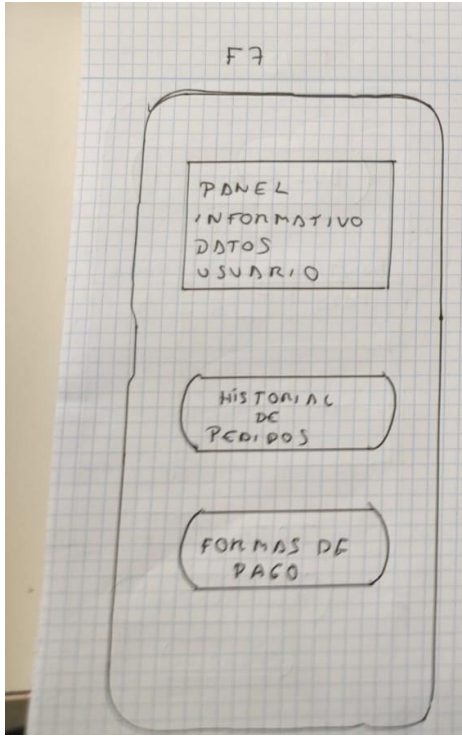 F7
PANEL
INFORMATIVO
DATOS
USUARIO
HISTORIAL
DE
PEDIDOS
FORMAS DE
PAGO